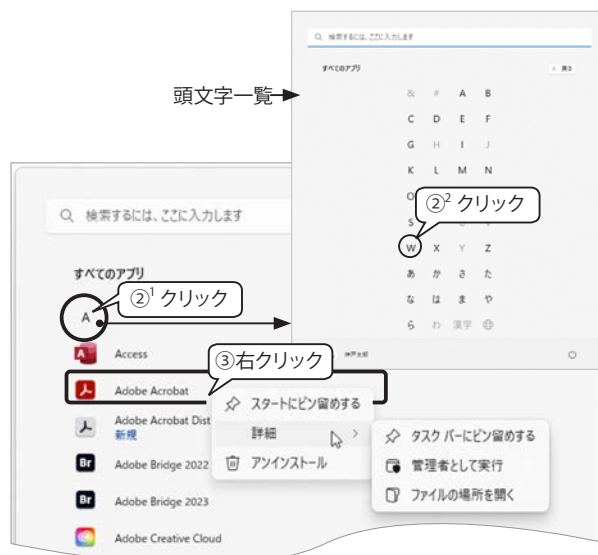 検索するには、ここに入力します
すべてのアプリ
< 戻る
頭文字一覧
& # A B
C D E F
G H I J
K L M N
O
②² クリック
S
W X Y Z
あ か さ た
な は ま や
ら わ 漢字
神戸太郎
検索するには、ここに入力します
すべてのアプリ
②¹ クリック
A
Access
③右クリック
Adobe Acrobat
スタートにピン留めする
Adobe Acrobat Dist
新規
詳細 >
タスク バーにピン留めする
Adobe Bridge 2022
アンインストール
管理者として実行
Adobe Bridge 2023
ファイルの場所を開く
Adobe Creative Cloud